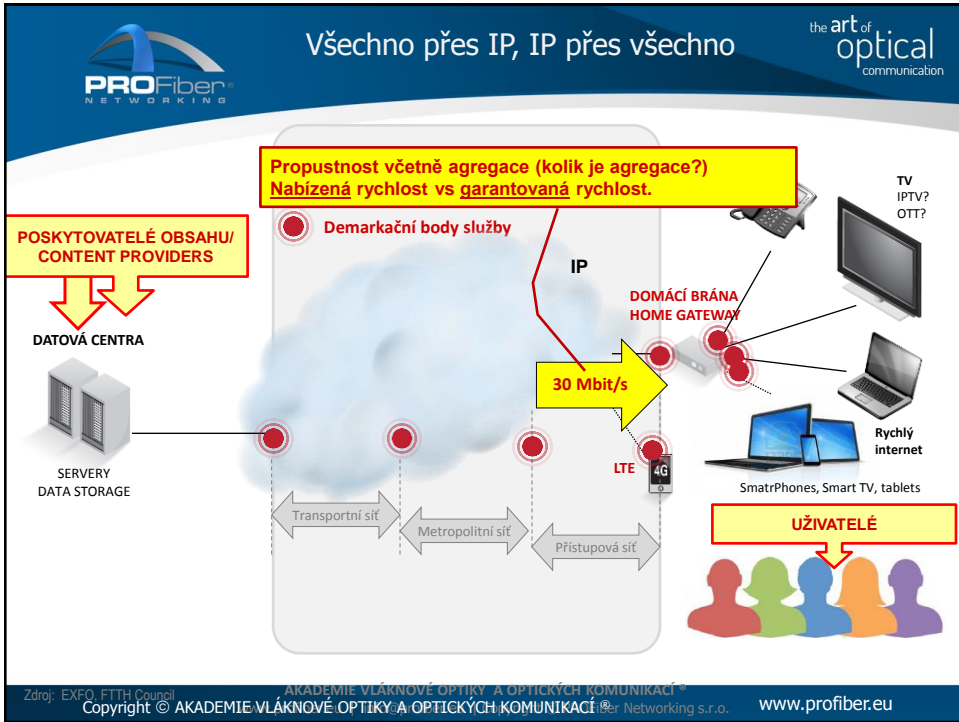 PROFiber®
NETWORKING
Všechno přes IP, IP přes všechno
the art of
optical
communication
Propustnost včetně agregace (kolik je agregace?)
Nabízená rychlost vs garantovaná rychlost.
Demarkační body služby
POSKYTOVATELÉ OBSAHU/
CONTENT PROVIDERS
DATOVÁ CENTRA
SERVERY
DATA STORAGE
IP
DOMÁCÍ BRÁNA
HOME GATEWAY
30 Mbit/s
LTE
4G
TV
IPTV?
OTT?
Rychlý
internet
SmatrPhones, Smart TV, tablets
Transportní síť
Metropolitní síť
Přístupová síť
UŽIVATELÉ
Zdroj: EXFO, FTTH Council
AKADEMIE VLÁKNOVÉ OPTIKY A OPTICKÝCH KOMUNIKACÍ ®
Copyright © AKADEMIE VLÁKNOVÉ OPTIKY A OPTICKÝCH KOMUNIKACÍ ®
Networking s.r.o.
www.profiber.eu